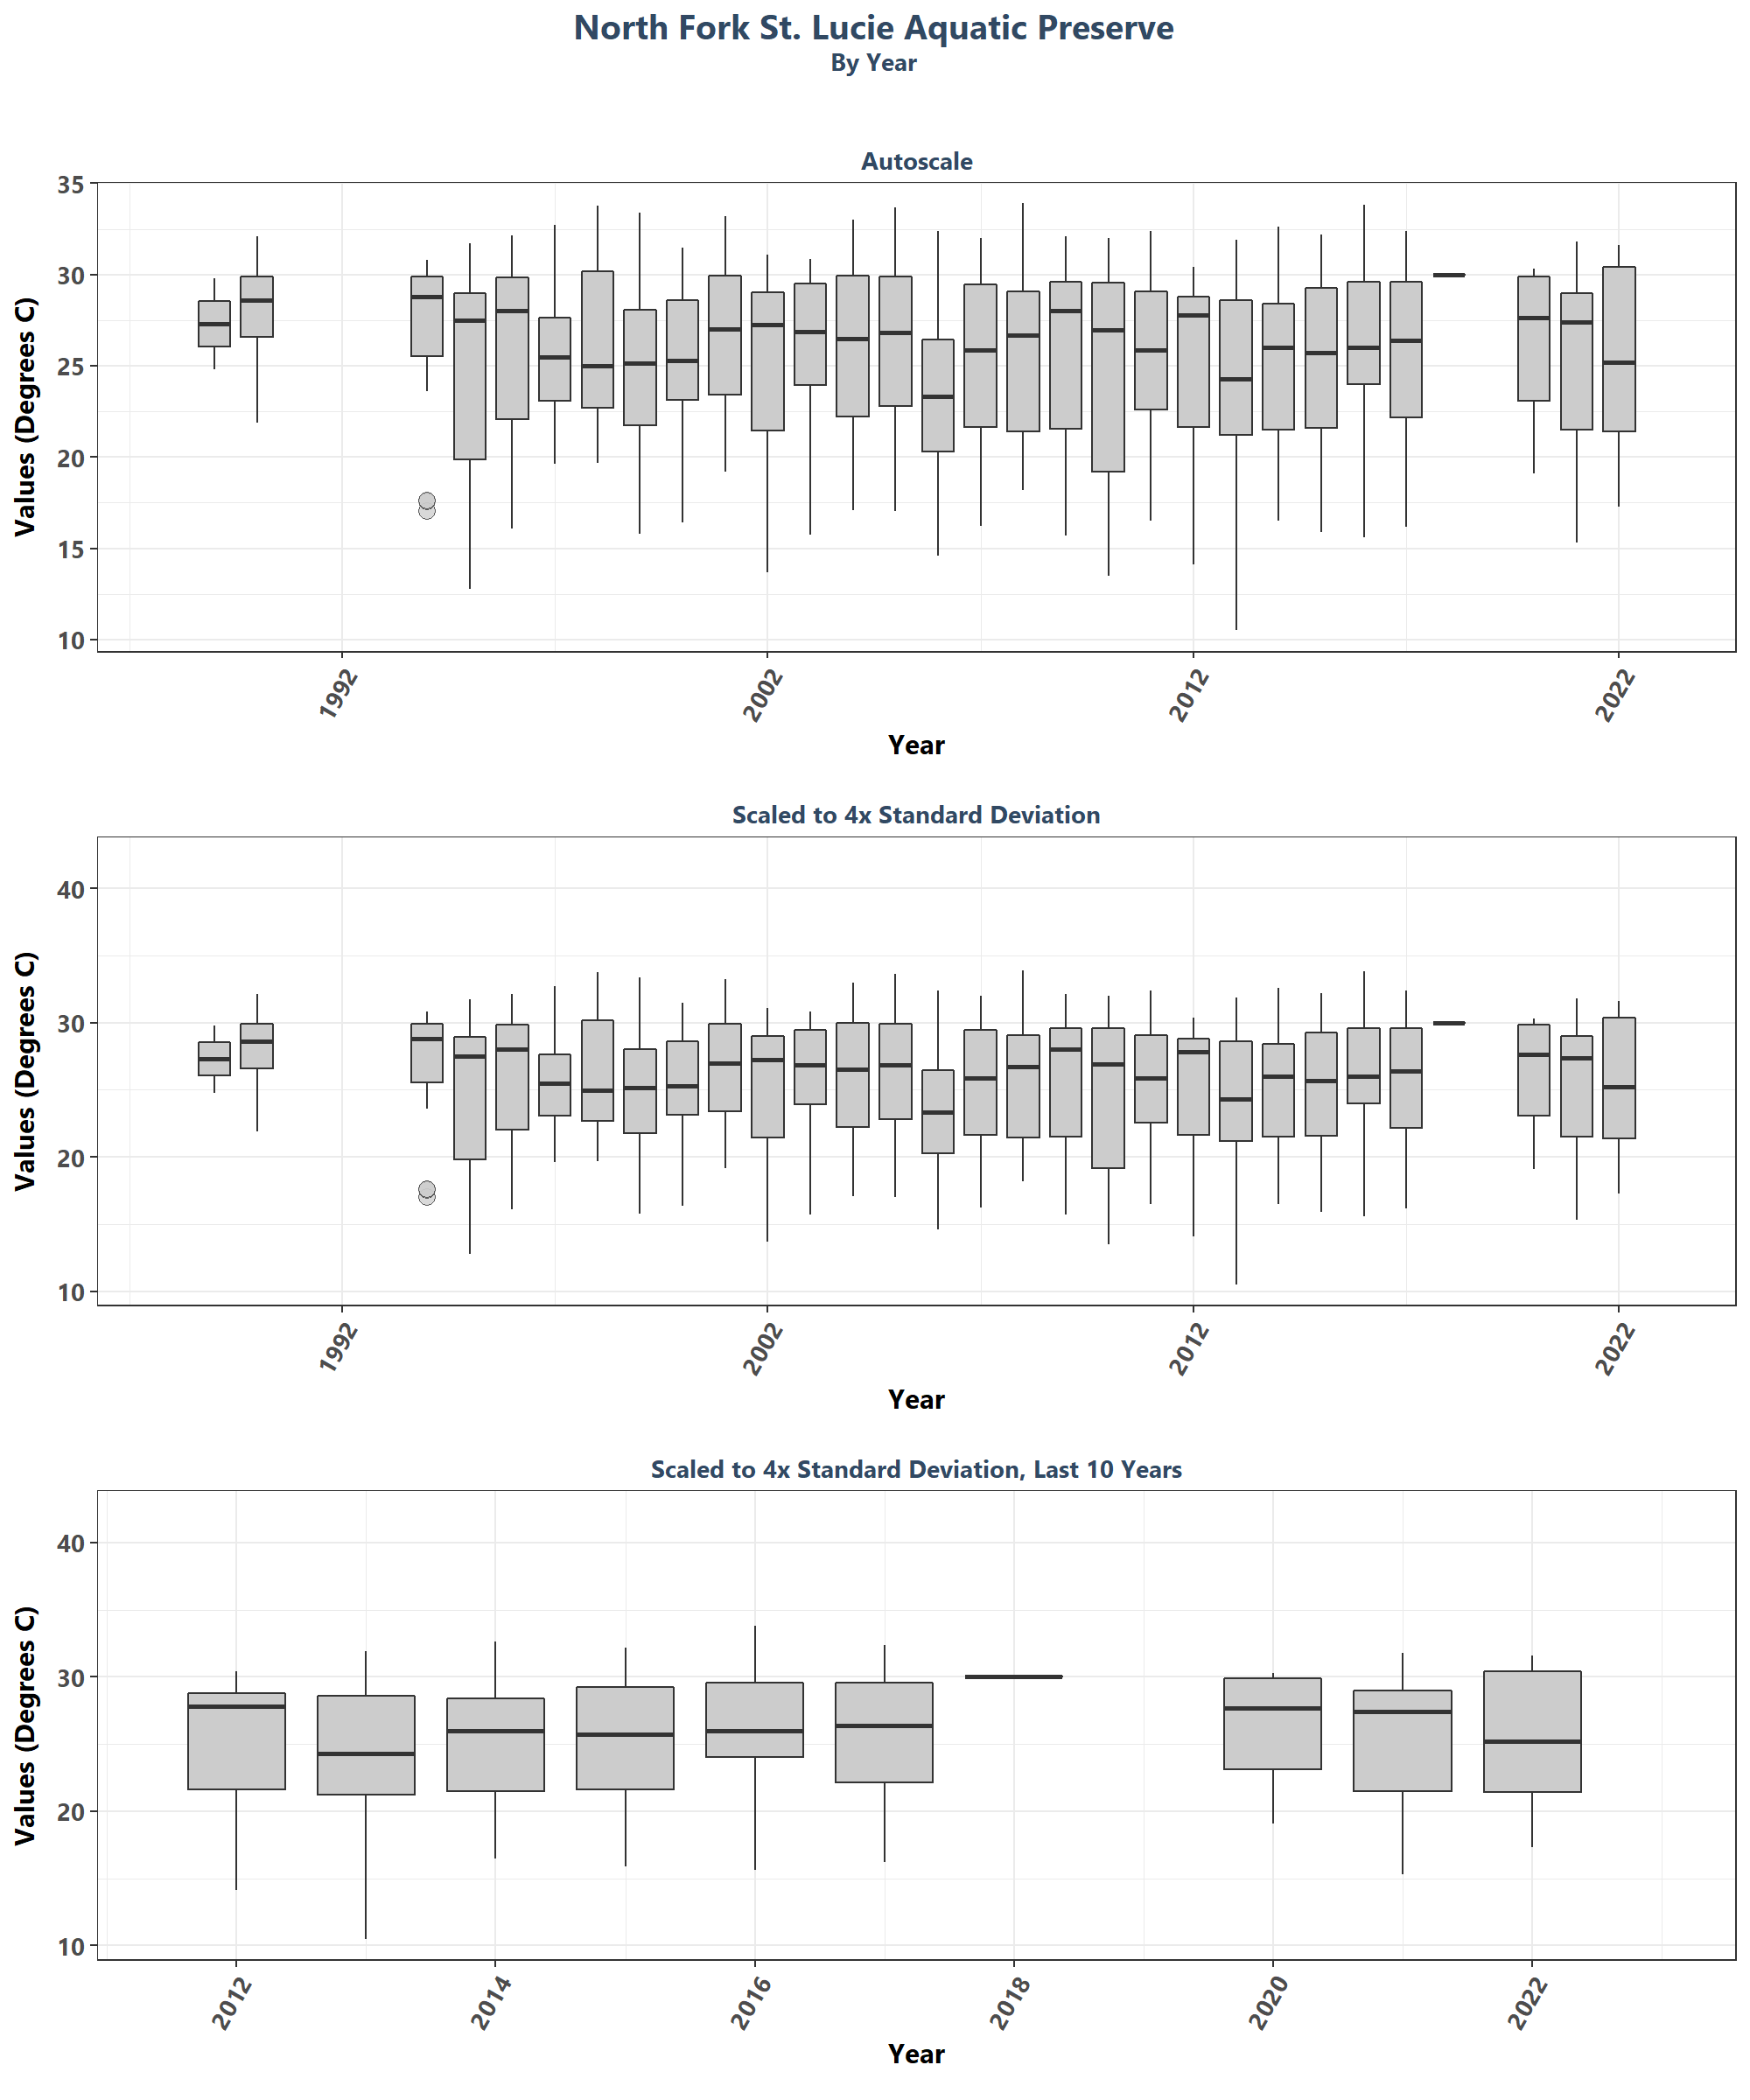 North Fork St. Lucie Aquatic Preserve
By Year
Autoscale
Values (Degrees C)
35
30
25
20
15
10
1992
2002
2012
2022
Year
Scaled to 4x Standard Deviation
Values (Degrees C)
40
30
20
10
1992
2002
2012
2022
Year
Scaled to 4x Standard Deviation, Last 10 Years
Values (Degrees C)
40
30
20
10
2012
2014
2016
2018
2020
2022
Year